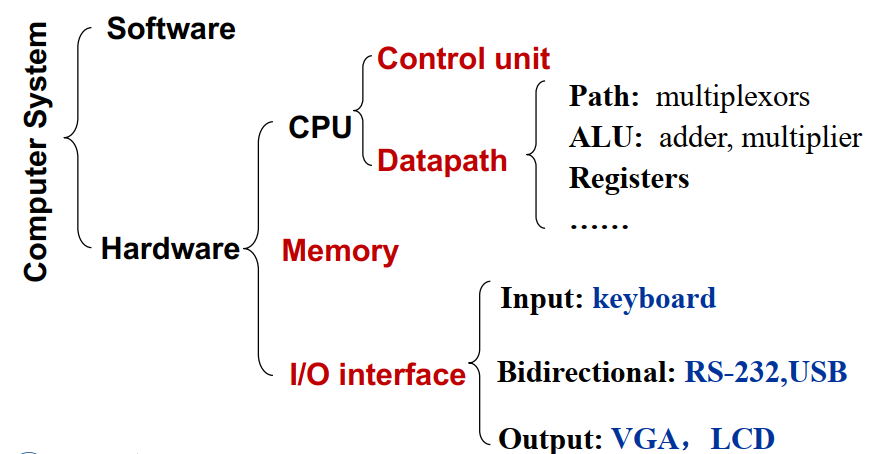 Computer System
Software
Hardware
CPU
Control unit
Datapath
Path: multiplexors
ALU: adder, multiplier
Registers
……
Memory
I/O interface
Input: keyboard
Bidirectional: RS-232,USB
Output: VGA，LCD